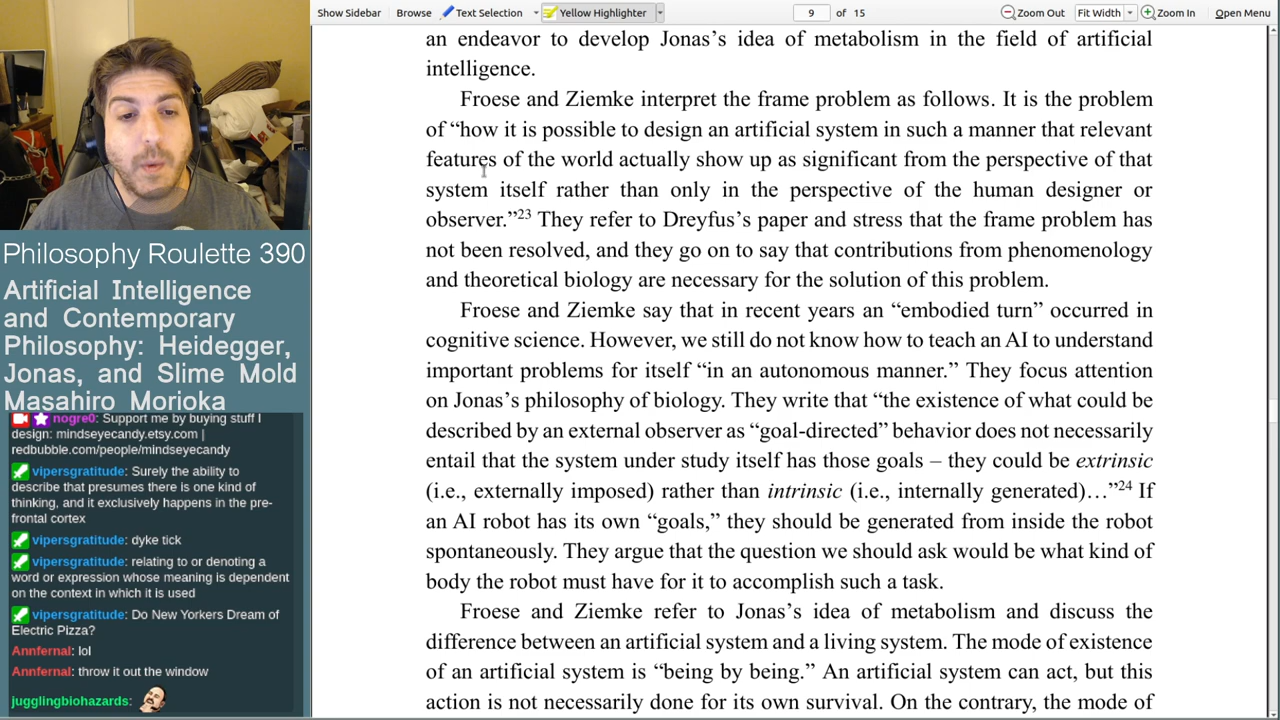 Show Sidebar Browse Text Selection Yellow Highlighter 9 of 15 Zoom Out Fit Width Zoom In Open Menu
an endeavor to develop Jonas’s idea of metabolism in the field of artificial
intelligence.
Froese and Ziemke interpret the frame problem as follows. It is the problem
of “how it is possible to design an artificial system in such a manner that relevant
features of the world actually show up as significant from the perspective of that
system itself rather than only in the perspective of the human designer or
observer.”23 They refer to Dreyfus’s paper and stress that the frame problem has
not been resolved, and they go on to say that contributions from phenomenology
and theoretical biology are necessary for the solution of this problem.
Froese and Ziemke say that in recent years an “embodied turn” occurred in
cognitive science. However, we still do not know how to teach an AI to understand
important problems for itself “in an autonomous manner.” They focus attention
on Jonas’s philosophy of biology. They write that “the existence of what could be
described by an external observer as “goal-directed” behavior does not necessarily
entail that the system under study itself has those goals – they could be extrinsic
(i.e., externally imposed) rather than intrinsic (i.e., internally generated)…”24 If
an AI robot has its own “goals,” they should be generated from inside the robot
spontaneously. They argue that the question we should ask would be what kind of
body the robot must have for it to accomplish such a task.
Froese and Ziemke refer to Jonas’s idea of metabolism and discuss the
difference between an artificial system and a living system. The mode of existence
of an artificial system is “being by being.” An artificial system can act, but this
action is not necessarily done for its own survival. On the contrary, the mode of
Philosophy Roulette 390
Artificial Intelligence
and Contemporary
Philosophy: Heidegger,
Jonas, and Slime Mold
Masahiro Morioka
nogre0: Support me by buying stuff I
design: mindseyecandy.etsy.com |
redbubble.com/people/mindseyecandy
vipersgratitude: Surely the ability to
describe that presumes there is one kind of
thinking, and it exclusively happens in the pre-
frontal cortex
vipersgratitude: dyke tick
vipersgratitude: relating to or denoting a
word or expression whose meaning is dependent
on the context in which it is used
vipersgratitude: Do New Yorkers Dream of
Electric Pizza?
Annfernal: lol
Annfernal: throw it out the window
jugglingbiohazards: